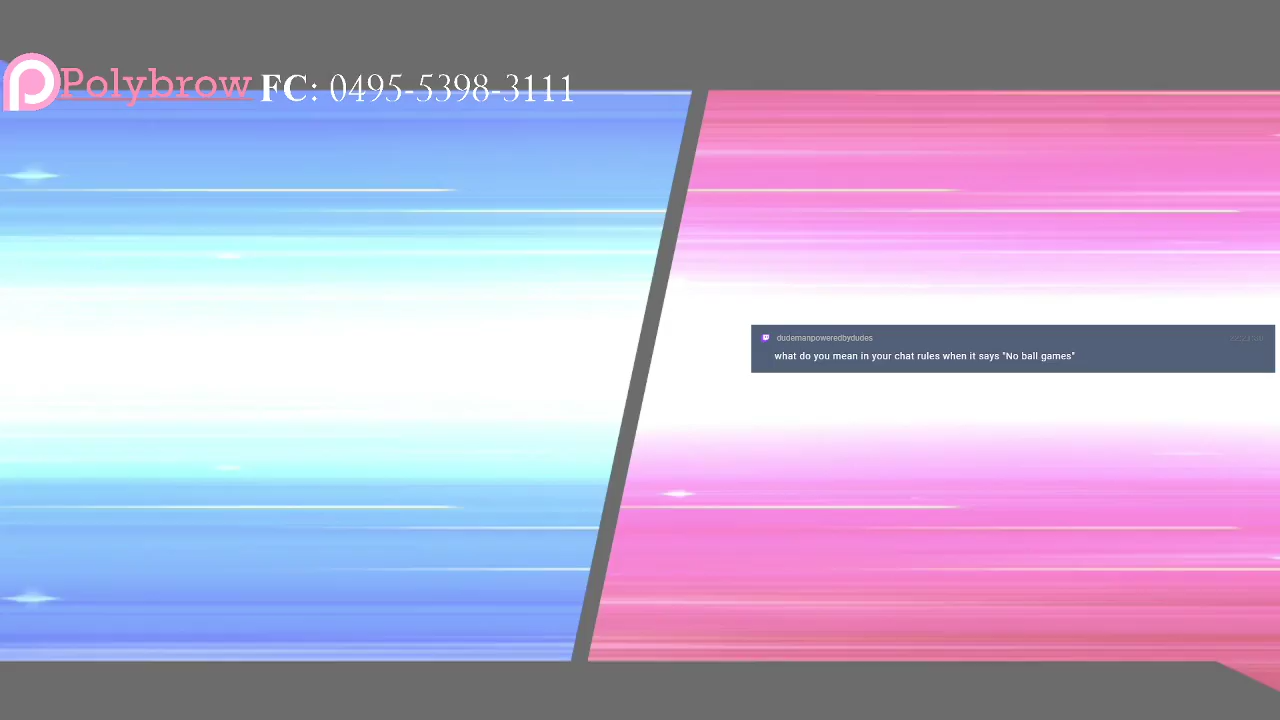 Polybrow FC: 0495-5398-3111
dudemanpoweredbydudes
what do you mean in your chat rules when it says "No ball games"